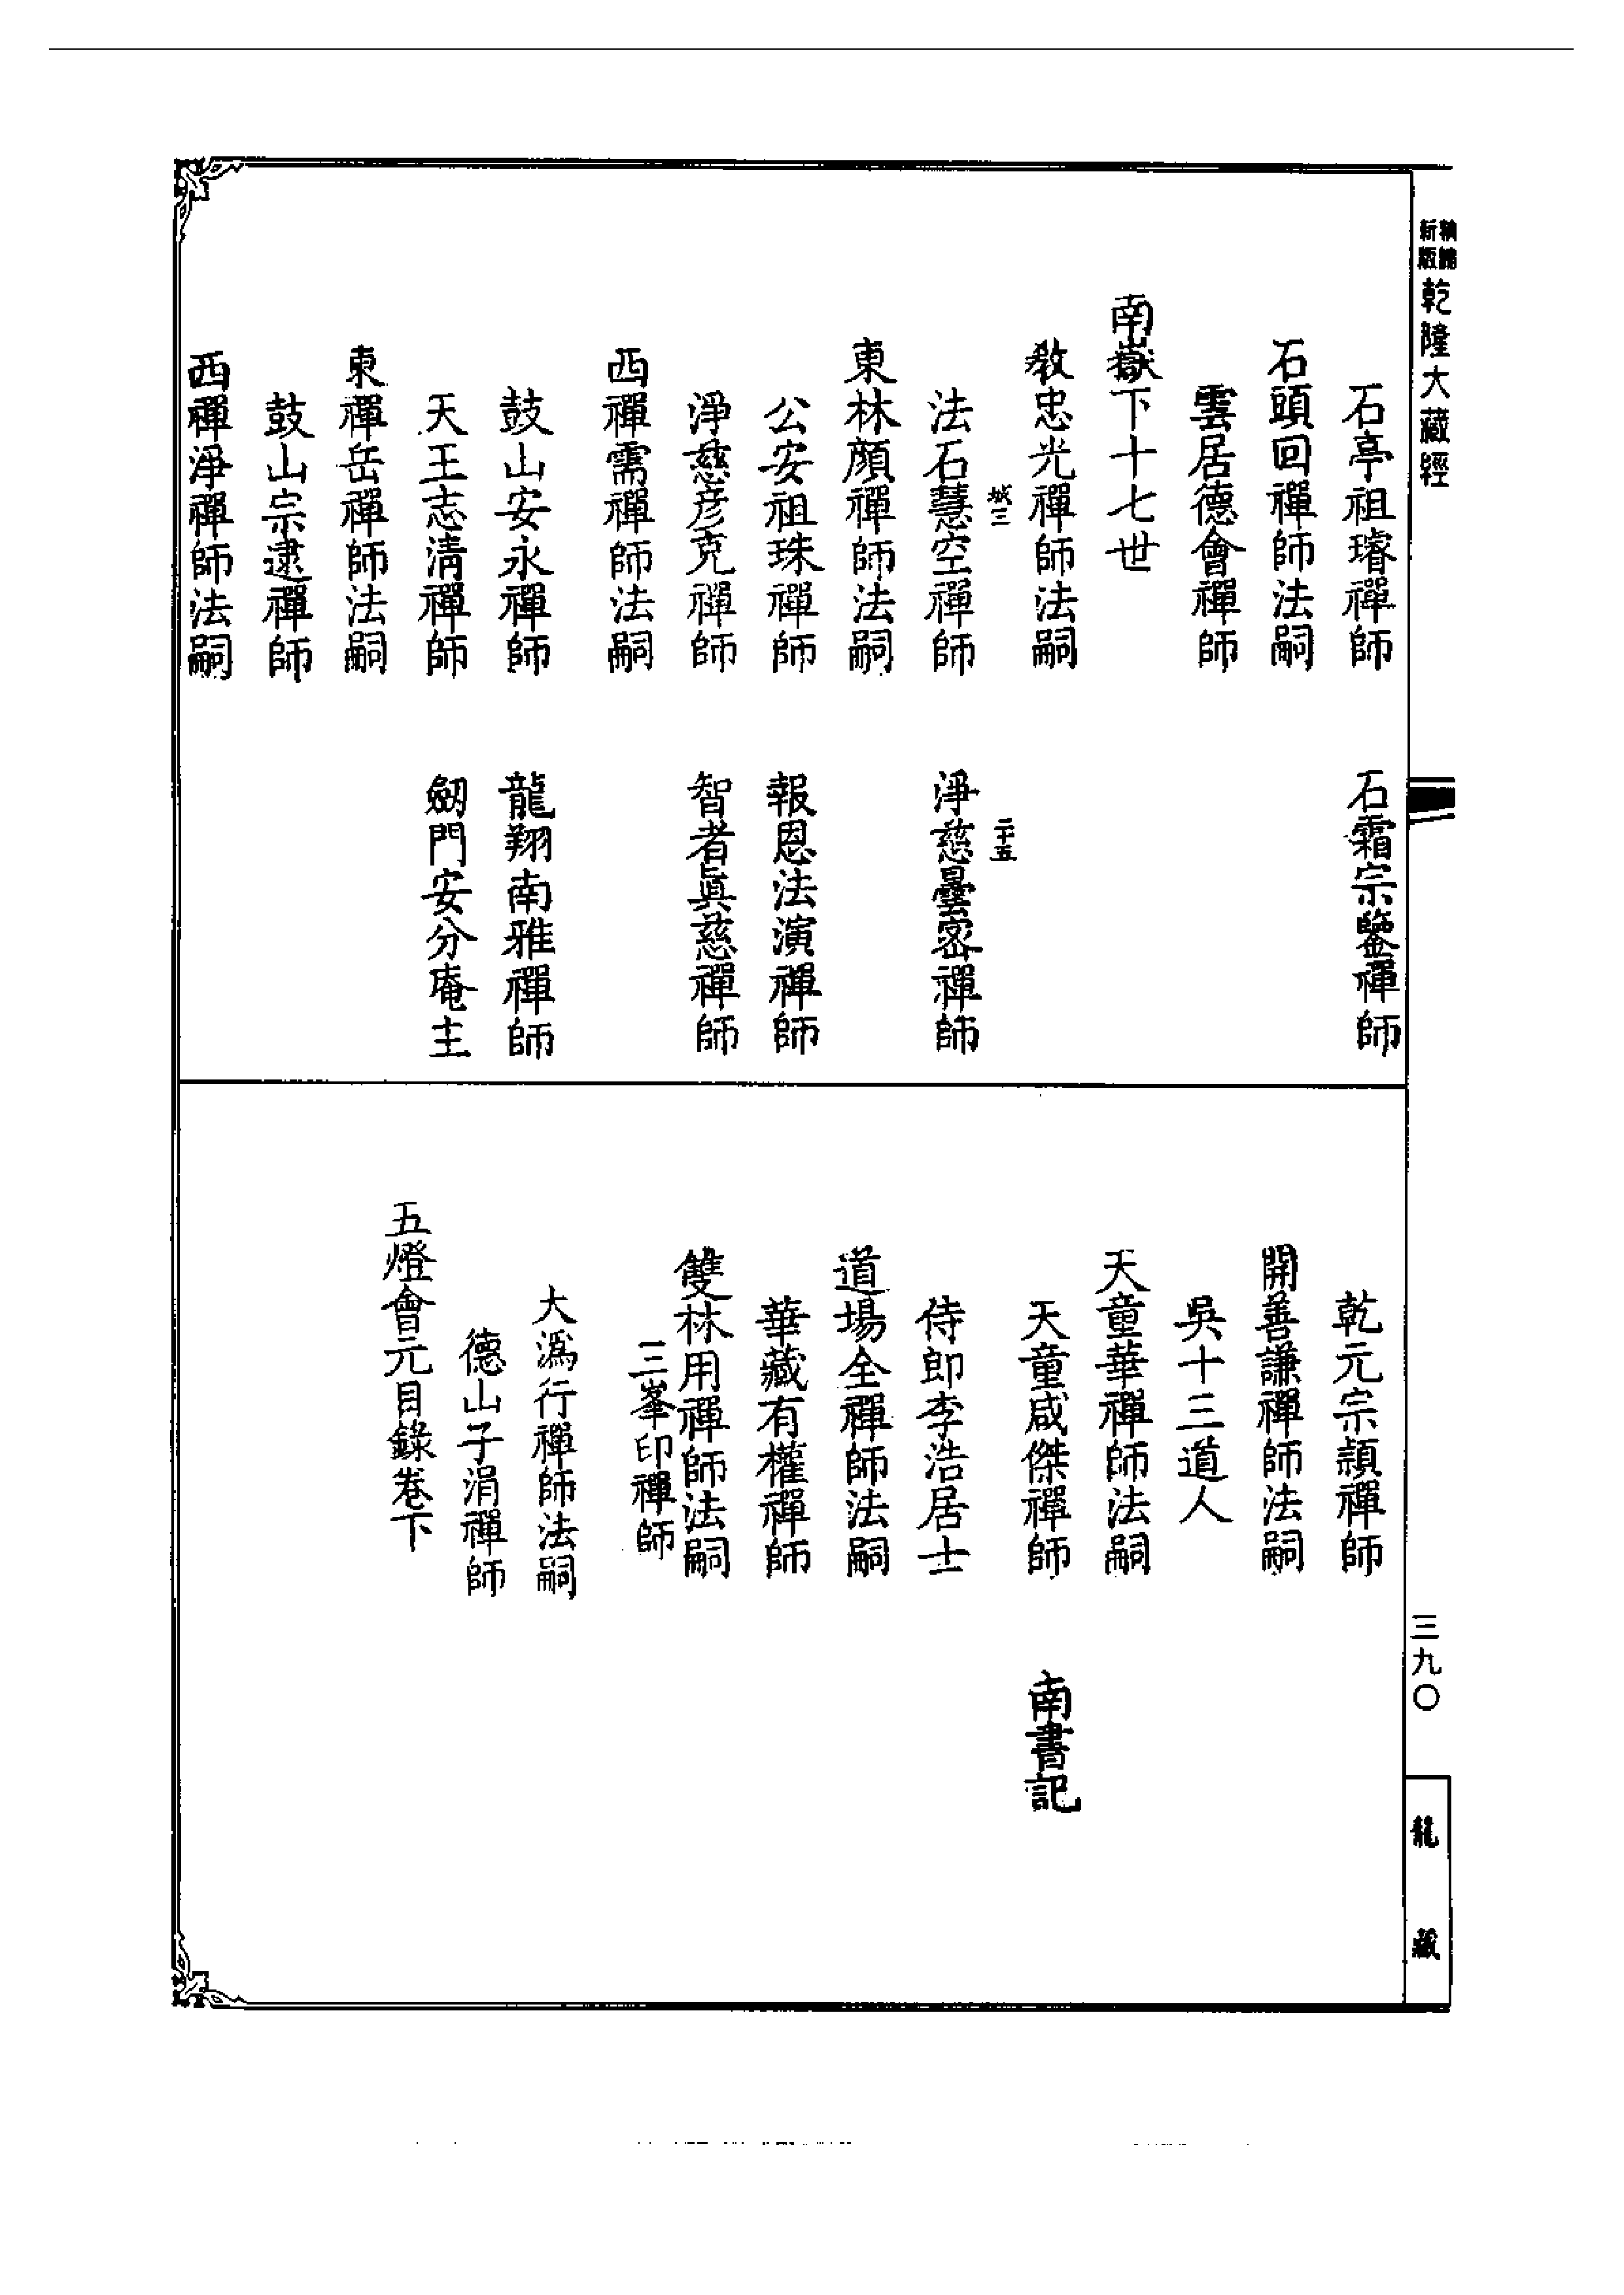 新編
縮版
乾隆大藏經
石亭祖璿禪師　石霜宗鑒禪師
石頭回禪師法嗣
雲居德會禪師
南嶽下十七世
教忠光禪師法嗣
城三　二十五
法石慧空禪師　淨慈曇密禪師
東林顏禪師法嗣
公安祖珠禪師　報恩法演禪師
淨慈彥克禪師　智者眞慈禪師
西禪需禪師法嗣
鼓山安永禪師　龍翔南雅禪師
天王志清禪師　劒門安分庵主
東禪岳禪師法嗣
鼓山宗逮禪師
西禪淨禪師法嗣
乾元宗頴禪師
開善謙禪師法嗣
吳十三道人
天童華禪師法嗣
天童咸傑禪師　南書記
侍郎李浩居士
道場全禪師法嗣
華藏有權禪師
雙林用禪師法嗣
三峯印禪師
大溈行禪師法嗣
德山子涓禪師
五燈會元目錄卷下
三九〇
龍藏